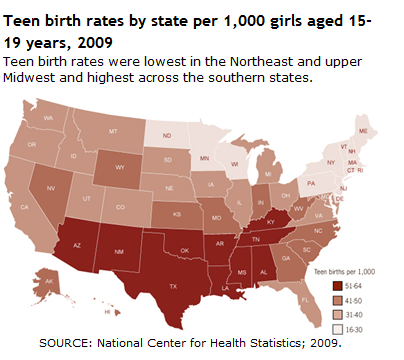 Teen birth rates by state per 1,000 girls aged 15-
19 years, 2009
Teen birth rates were lowest in the Northeast and upper
Midwest and highest across the southern states.
WA
MT
ND
MN
ME
OR
ID
WY
SD
WI
MI
NY
VT
NH
MA
RI
NV
UT
CO
NE
IA
IL
IN
OH
PA
NJ
DE
CA
KS
MO
KY
WV
VA
AZ
NM
OK
AR
TN
NC
SC
TX
LA
MS
AL
GA
FL
AK
HI
Teen births per 1,000
51-64
41-50
31-40
16-30
SOURCE: National Center for Health Statistics; 2009.